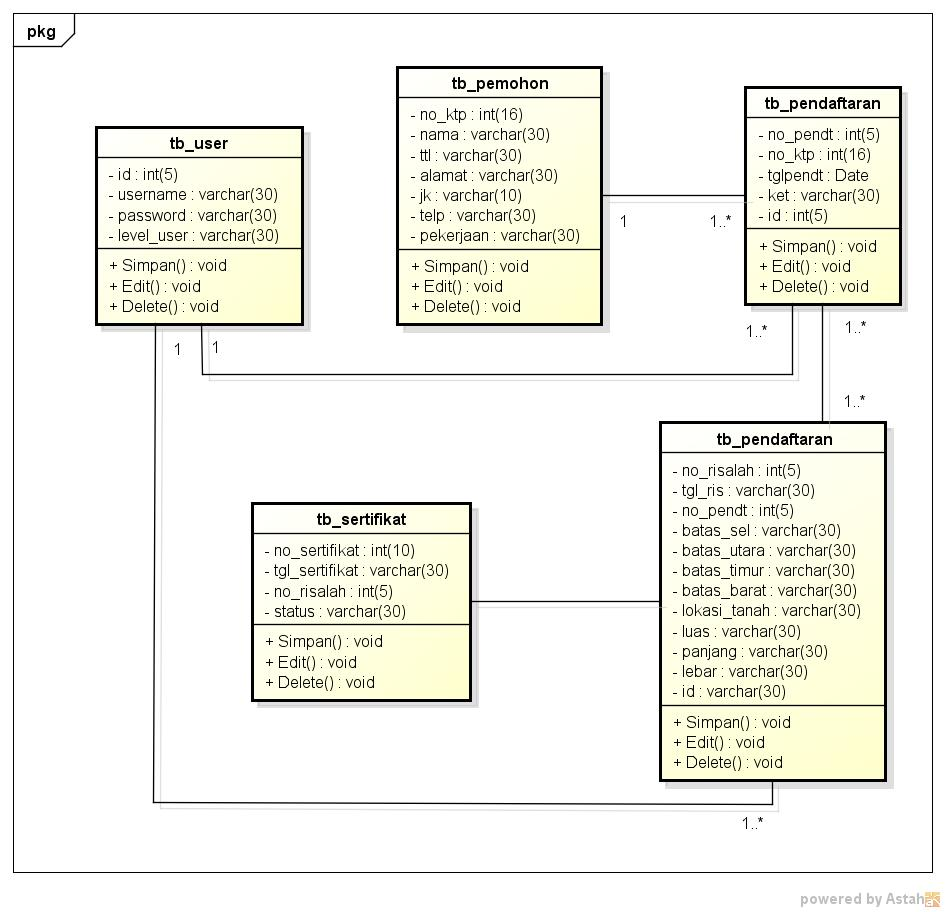 pkg
tb_pemohon
- no_ktp : int(16)
- nama : varchar(30)
- ttl : varchar(30)
- alamat : varchar(30)
- jk : varchar(10)
- telp : varchar(30)
- pekerjaan : varchar(30)
+ Simpan() : void
+ Edit() : void
+ Delete() : void
tb_pendaftaran
- no_pendt : int(5)
- no_ktp : int(16)
- tglpendt : Date
- ket : varchar(30)
- id : int(5)
+ Simpan() : void
+ Edit() : void
+ Delete() : void
tb_user
- id : int(5)
- username : varchar(30)
- password : varchar(30)
- level_user : varchar(30)
+ Simpan() : void
+ Edit() : void
+ Delete() : void
1
1..*
1
1
1..*
1..*
1..*
tb_pendaftaran
- no_risalah : int(5)
- tgl_ris : varchar(30)
- no_pendt : int(5)
- batas_sel : varchar(30)
- batas_utara : varchar(30)
- batas_timur : varchar(30)
- batas_barat : varchar(30)
- lokasi_tanah : varchar(30)
- luas : varchar(30)
- panjang : varchar(30)
- lebar : varchar(30)
- id : varchar(30)
+ Simpan() : void
+ Edit() : void
+ Delete() : void
tb_sertifikat
- no_sertifikat : int(10)
- tgl_sertifikat : varchar(30)
- no_risalah : int(5)
- status : varchar(30)
+ Simpan() : void
+ Edit() : void
+ Delete() : void
1..*
powered by Astah